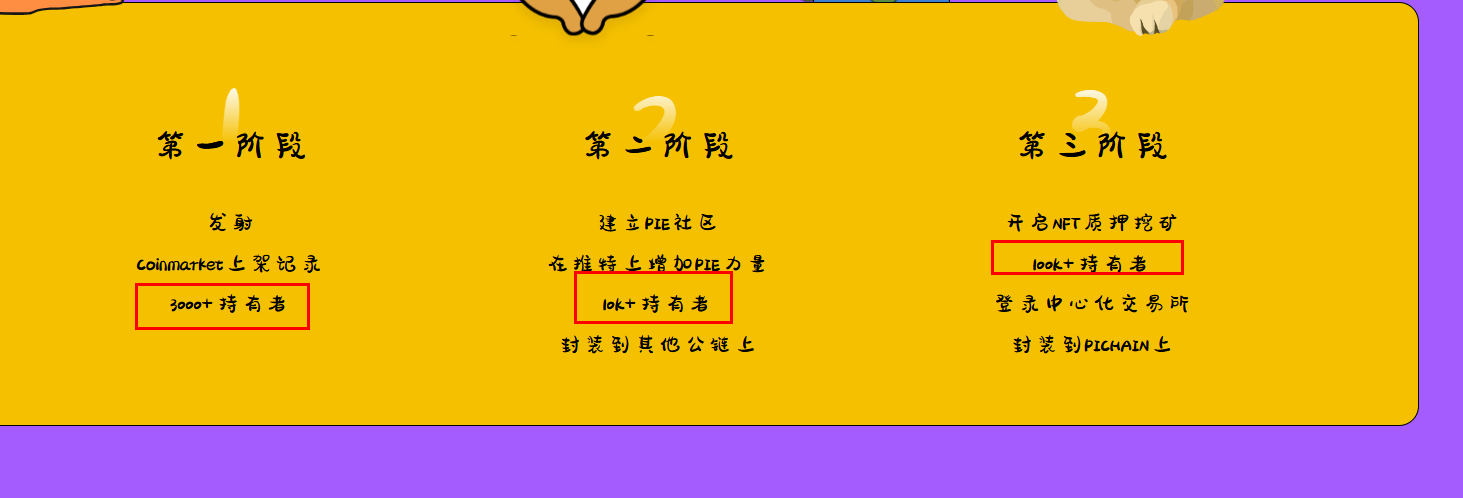 1
第一阶段
发射
Coinmarket上架记录
3000+ 持有者
2
第二阶段
建立PIE社区
在推特上增加PIE力量
10K+ 持有者
封装到其他公链上
3
第三阶段
开启NFT质押挖矿
100K+ 持有者
登录中心化交易所
封装到PICHAIN上